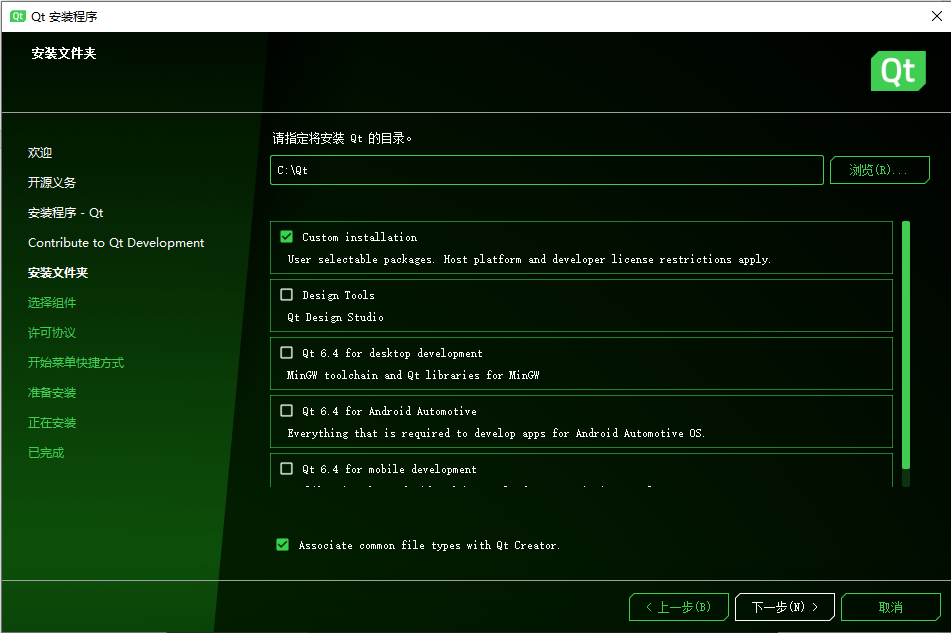 Qt Qt 安装程序
安装文件夹
Qt
欢迎
开源义务
安装程序 - Qt
Contribute to Qt Development
安装文件夹
选择组件
许可协议
开始菜单快捷方式
准备安装
正在安装
已完成
请指定将安装 Qt 的目录。
C:\Qt
浏览(R)...
Custom installation
User selectable packages. Host platform and developer license restrictions apply.
Design Tools
Qt Design Studio
Qt 6.4 for desktop development
MinGW toolchain and Qt libraries for MinGW
Qt 6.4 for Android Automotive
Everything that is required to develop apps for Android Automotive OS.
Qt 6.4 for mobile development
Associate common file types with Qt Creator.
< 上一步(B)
下一步(N) >
取消